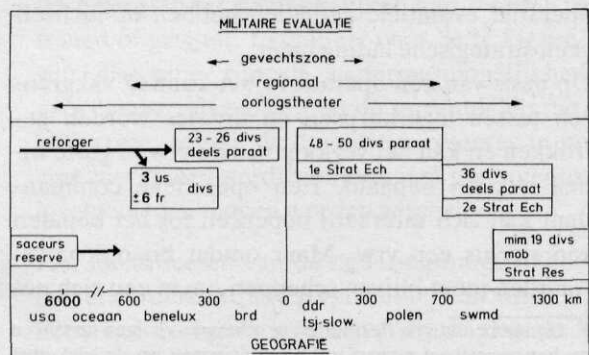 MILITAIRE EVALUATIE
gevechtszone
regionaal
oorlogstheater
reforger
23 - 26 divs
deels paraat
48 - 50 divs paraat
1e Strat Ech
3 us
± 6 fr
divs
36 divs
deels paraat
2e Strat Ech
saceurs
reserve
mim 19 divs
mob
Strat Res
6000 600 300 0 300 700 1300 km
usa oceaan benelux brd ddr polen swmd
tsj-slow
GEOGRAFIE